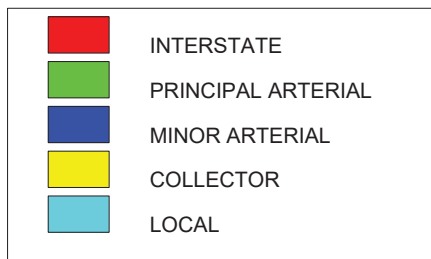 INTERSTATE
PRINCIPAL ARTERIAL
MINOR ARTERIAL
COLLECTOR
LOCAL